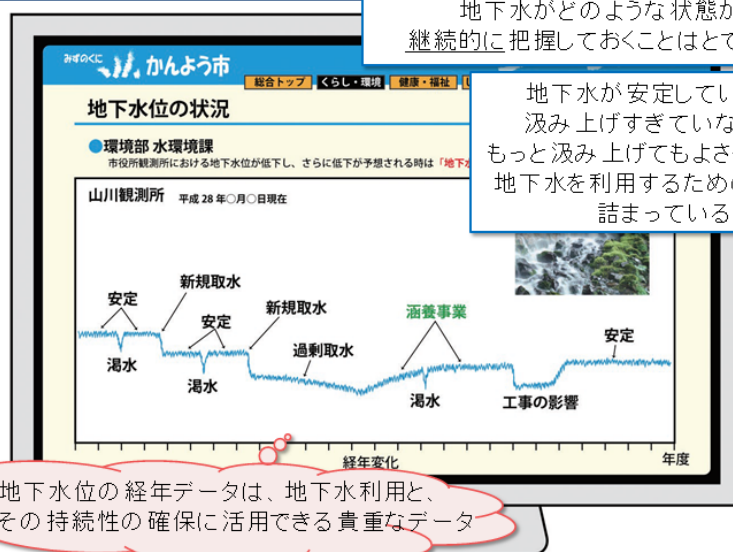 地下水がどのような状態か
継続的に把握しておくことはとて
みずのくに
かんよう市
総合トップ くらし・環境 健康・福祉
地下水位の状況
地下水が安定してい
汲み上げすぎていな
もっと汲み上げてもよさ
地下水を利用するための
詰まっている
●環境部 水環境課
市役所観測所における地下水位が低下し、さらに低下が予想される時は「地下
山川観測所 平成28年○月○日現在
安定
新規取水
安定
新規取水
涵養事業
過剰取水
安定
渇水
渇水
渇水
工事の影響
経年変化
年度
地下水位の経年データは、地下水利用と、
その持続性の確保に活用できる貴重なデータ